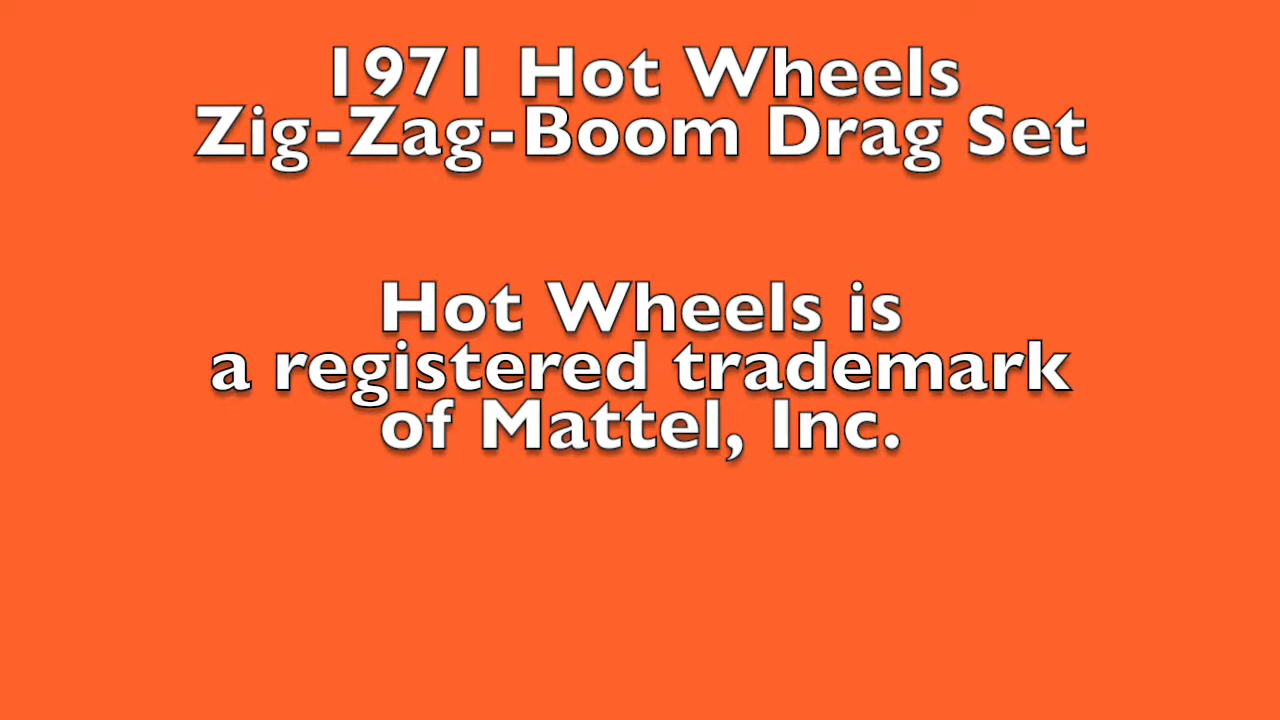 1971 Hot Wheels
Zig-Zag-Boom Drag Set
Hot Wheels is
a registered trademark
of Mattel, Inc.